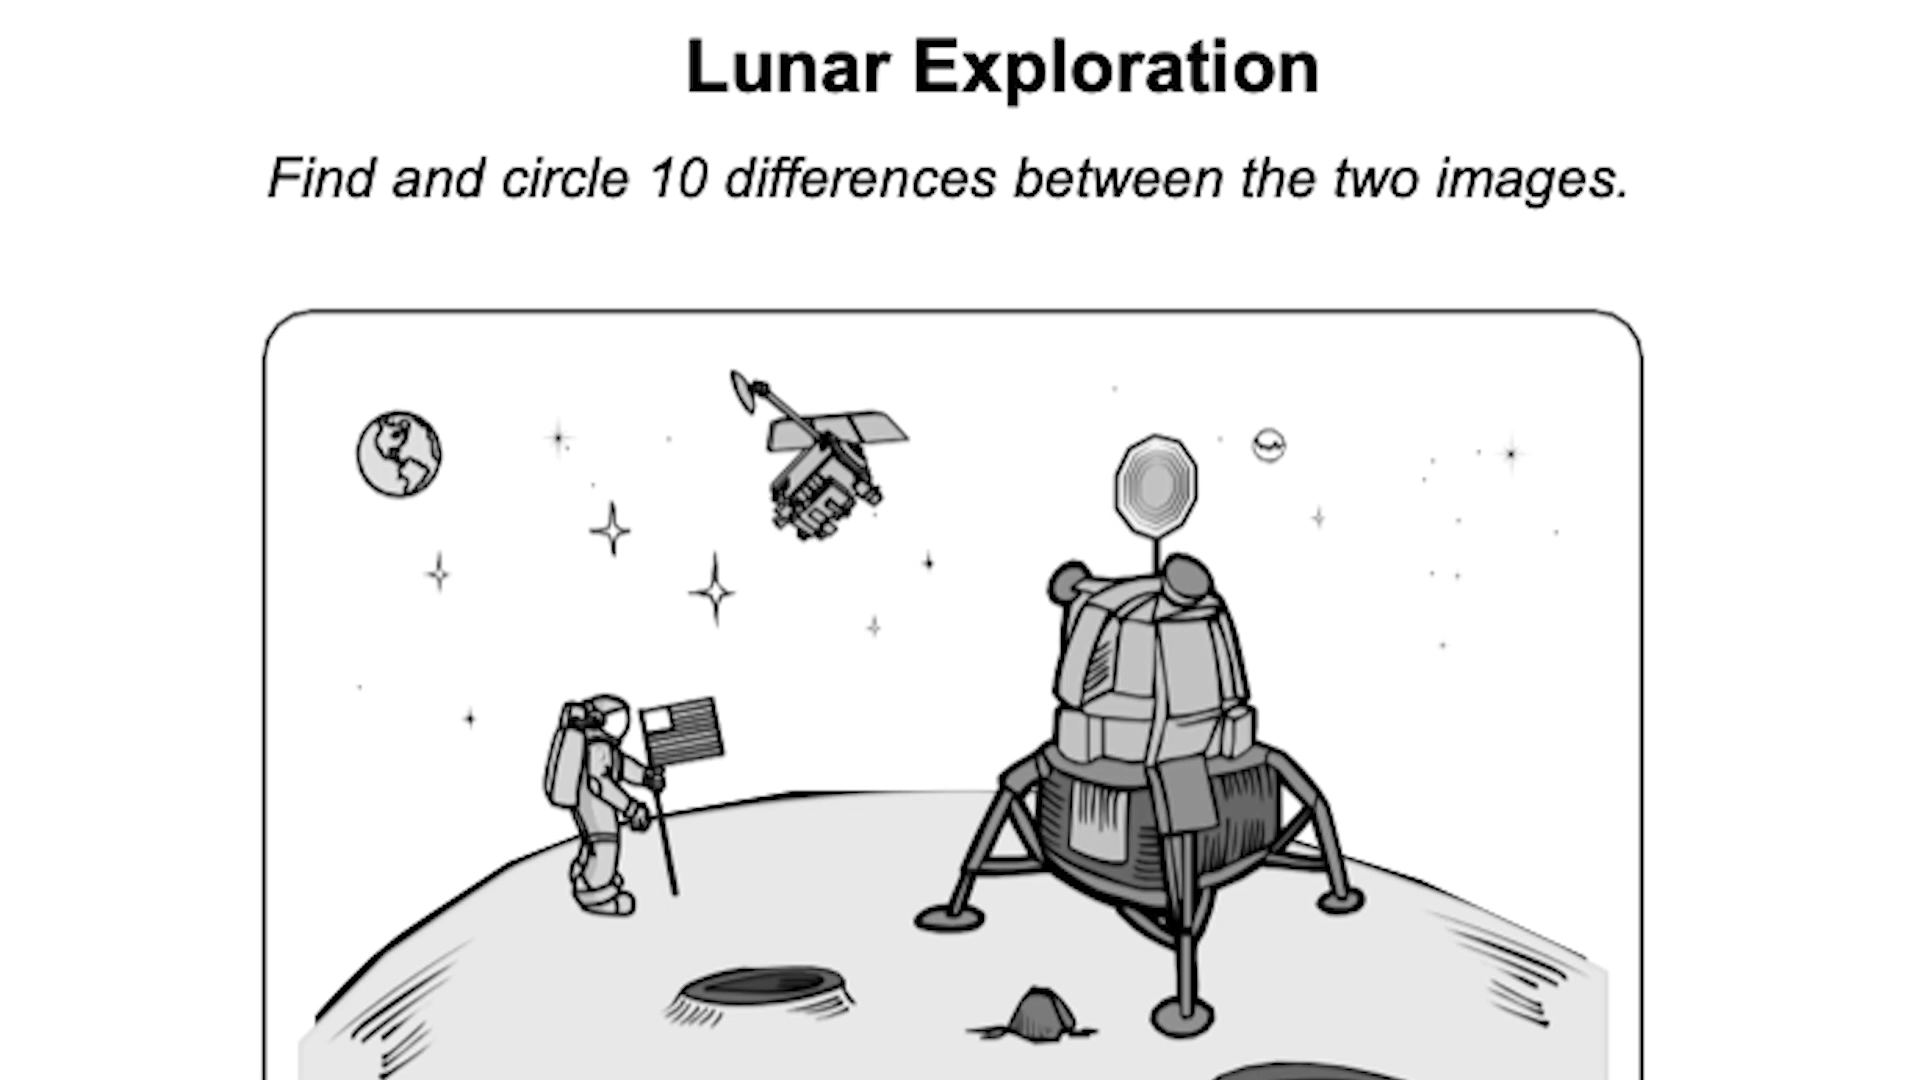 Lunar Exploration
Find and circle 10 differences between the two images.